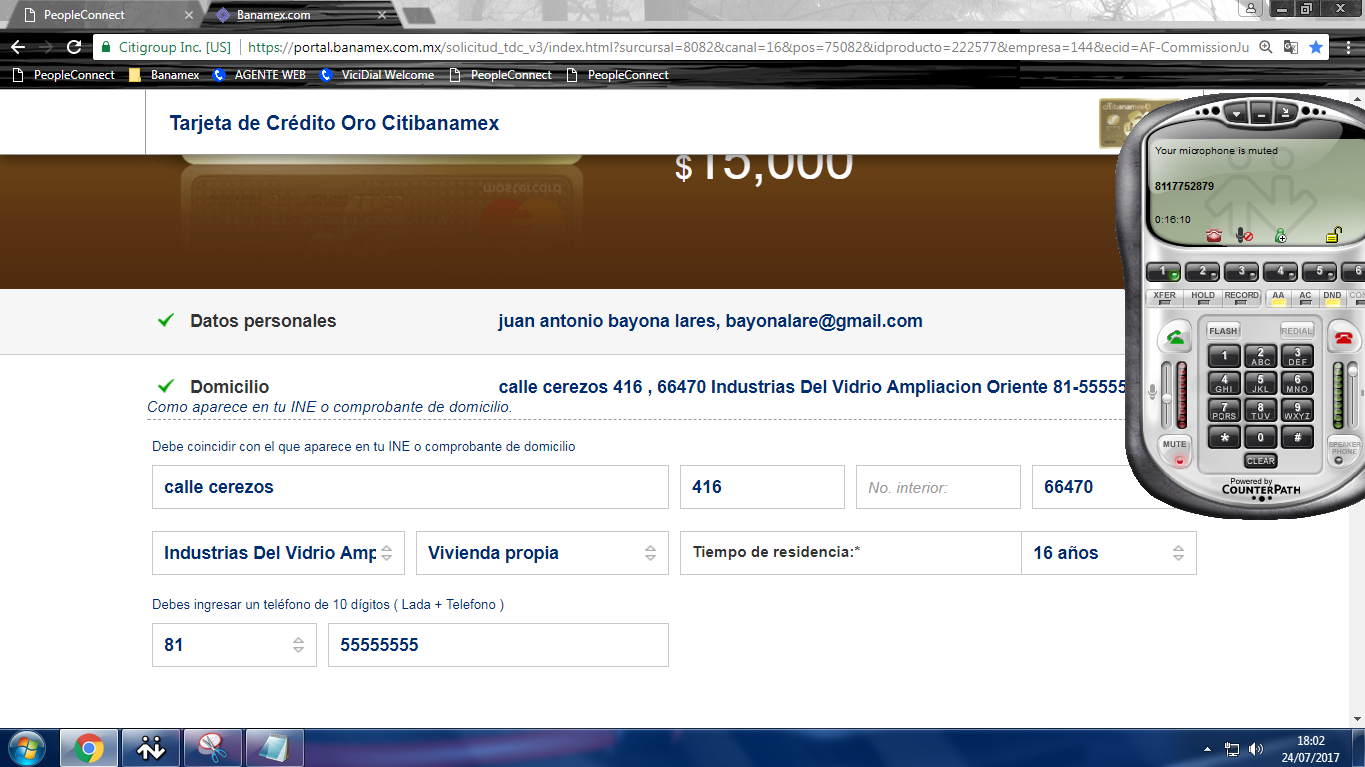 PeopleConnect
Banamex.com
Citigroup Inc. [US]
https://portal.banamex.com.mx/solicitud_tdc_v3/index.html?surcursal=8082&canal=16&pos=75082&idproducto=222577&empresa=144&ecid=AF-CommissionJu
PeopleConnect
Banamex
AGENTE WEB
ViciDial Welcome
PeopleConnect
PeopleConnect
Tarjeta de Crédito Oro Citibanamex
$15,000
mastercard
Datos personales
juan antonio bayona lares, bayonalare@gmail.com
Domicilio
calle cerezos 416 , 66470 Industrias Del Vidrio Ampliacion Oriente 81-55555
Como aparece en tu INE o comprobante de domicilio.
Debe coincidir con el que aparece en tu INE o comprobante de domicilio
calle cerezos
416
No. interior:
66470
Industrias Del Vidrio Amp
Vivienda propia
Tiempo de residencia:*
16 años
Debes ingresar un teléfono de 10 dígitos ( Lada + Telefono )
81
55555555
Your microphone is muted
8117752879
0:16:10
1 2 3 4 5 6
XFER HOLD RECORD AA AC DND CON
FLASH REDIAL
1 2 ABC 3 DEF
4 GHI 5 JKL 6 MNO
7 PQRS 8 TUV 9 WXYZ
* 0 #
MUTE
CLEAR
SPEAKER PHONE
Powered by
COUNTERPATH
18:02
24/07/2017